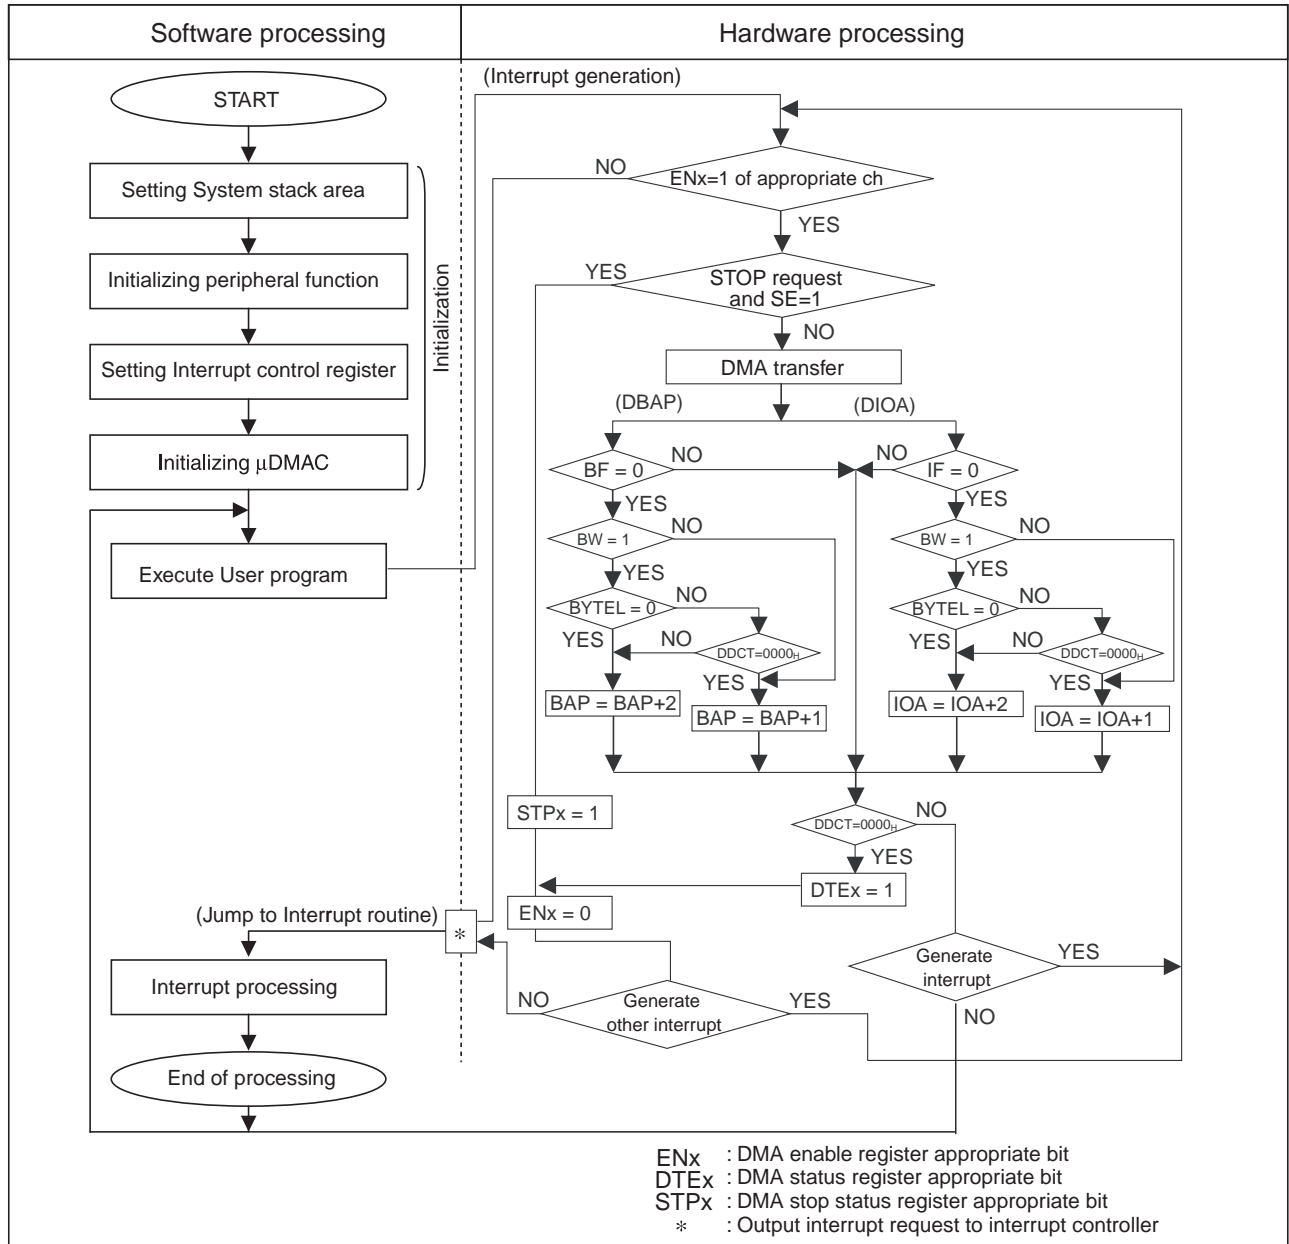 Software processing
Hardware processing
(Interrupt generation)
START
Setting System stack area
Initializing peripheral function
Setting Interrupt control register
Initializing µDMAC
Initialization
Execute User program
ENx=1 of appropriate ch
NO
YES
STOP request
and SE=1
YES
NO
DMA transfer
(DBAP)
(DIOA)
BF = 0
NO
YES
BW = 1
NO
YES
BYTEL = 0
NO
YES
DDCT=0000H
NO
YES
BAP = BAP+2
BAP = BAP+1
IF = 0
NO
YES
BW = 1
NO
YES
BYTEL = 0
NO
YES
DDCT=0000H
NO
YES
IOA = IOA+2
IOA = IOA+1
STPx = 1
DDCT=0000H
NO
YES
DTEx = 1
ENx = 0
(Jump to Interrupt routine)
*
Generate
interrupt
YES
NO
Generate
other interrupt
NO
YES
Interrupt processing
End of processing
ENx : DMA enable register appropriate bit
DTEx : DMA status register appropriate bit
STPx : DMA stop status register appropriate bit
* : Output interrupt request to interrupt controller